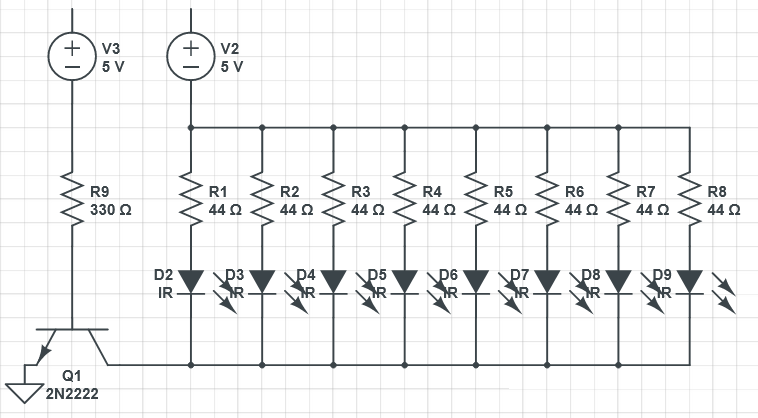 V3
5 V
V2
5 V
R9
330 Ω
R1
44 Ω
R2
44 Ω
R3
44 Ω
R4
44 Ω
R5
44 Ω
R6
44 Ω
R7
44 Ω
R8
44 Ω
D2
IR
D3
IR
D4
IR
D5
IR
D6
IR
D7
IR
D8
IR
D9
IR
Q1
2N2222